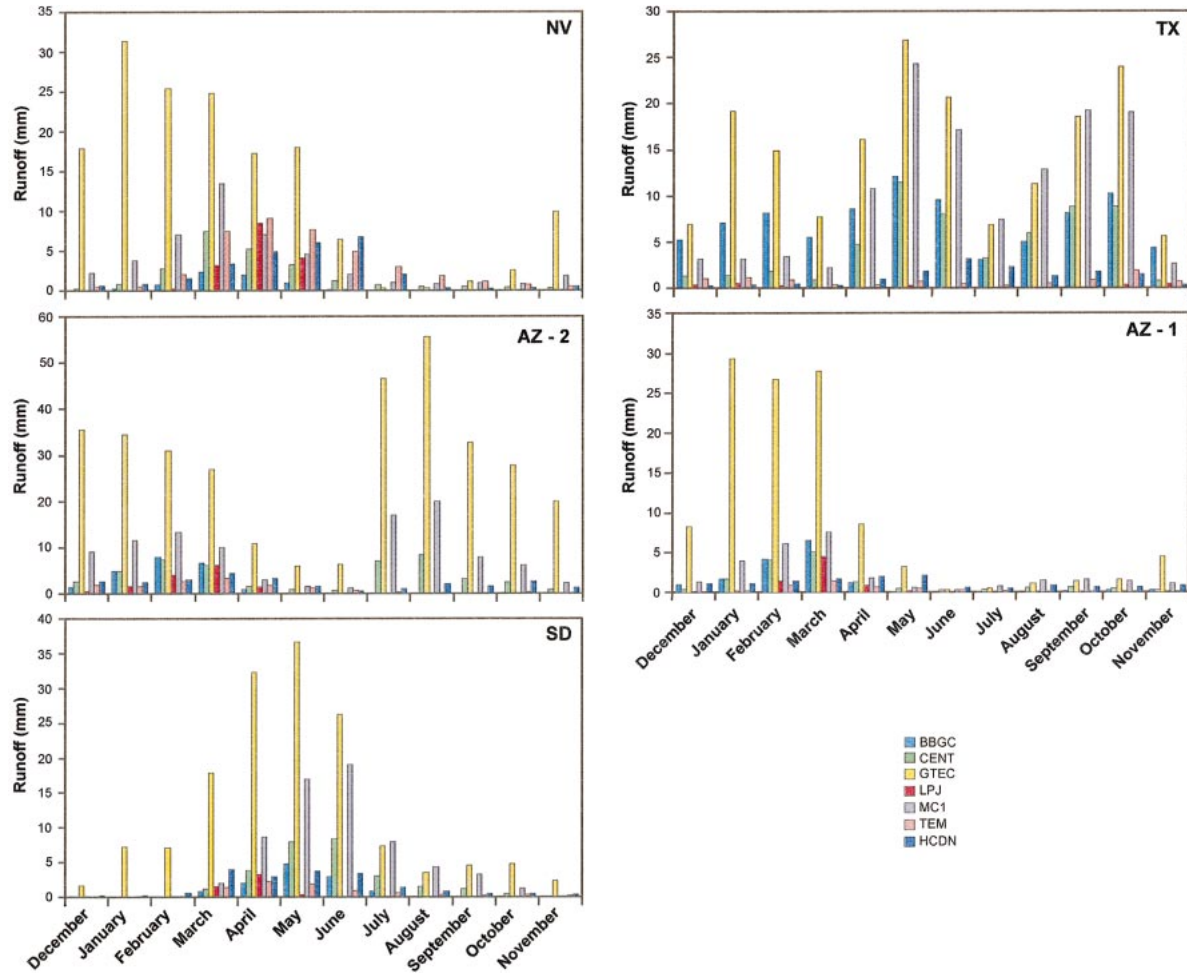 NV
Runoff (mm)
35
30
25
20
15
10
5
0
TX
Runoff (mm)
30
25
20
15
10
5
0
AZ - 2
Runoff (mm)
60
50
40
30
20
10
0
AZ - 1
Runoff (mm)
35
30
25
20
15
10
5
0
December
January
February
March
April
May
June
July
August
September
October
November
SD
Runoff (mm)
40
35
30
25
20
15
10
5
0
December
January
February
March
April
May
June
July
August
September
October
November
BBGC
CENT
GTEC
LPJ
MC1
TEM
HCDN